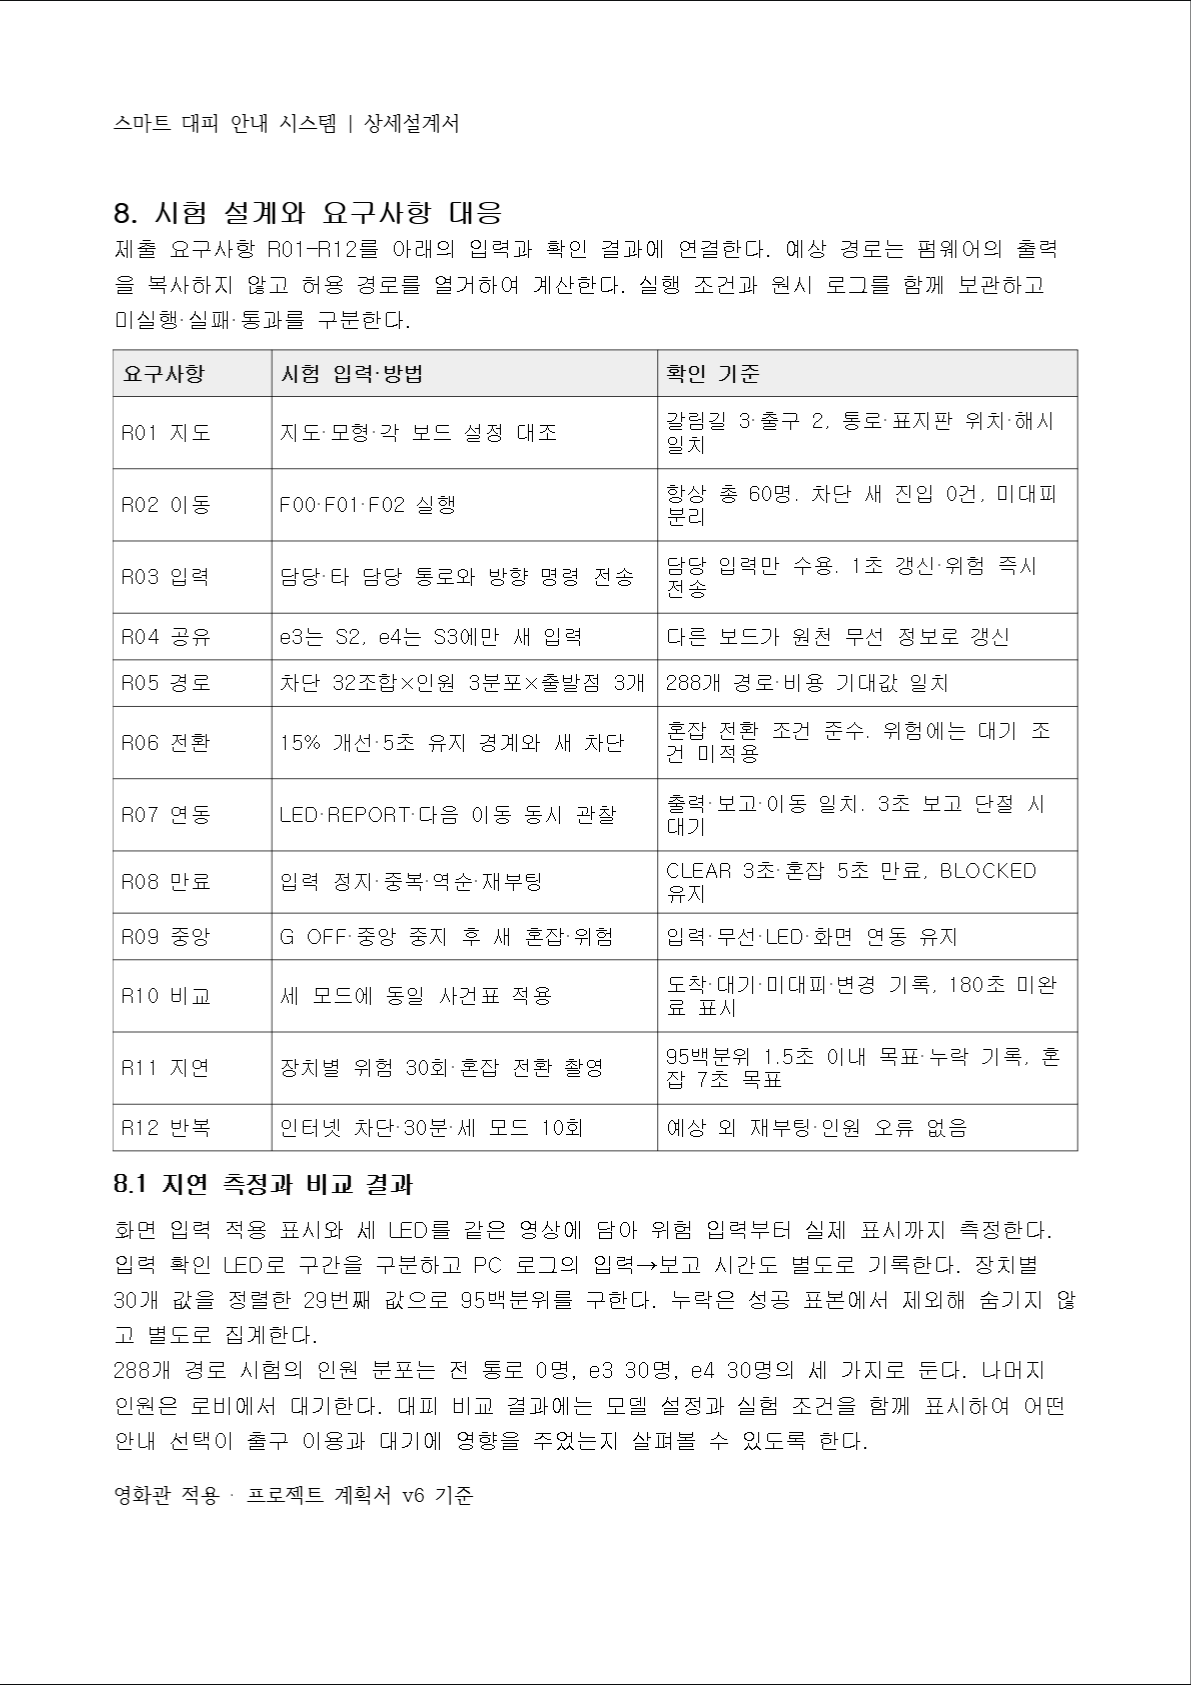 스마트 대피 안내 시스템 | 상세설계서
8. 시험 설계와 요구사항 대응
제출 요구사항 R01-R12를 아래의 입력과 확인 결과에 연결한다. 예상 경로는 펌웨어의 출력
을 복사하지 않고 허용 경로를 열거하여 계산한다. 실행 조건과 원시 로그를 함께 보관하고
미실행·실패·통과를 구분한다.
요구사항 시험 입력·방법 확인 기준
R01 지도 지도·모형·각 보드 설정 대조 갈림길 3·출구 2, 통로·표지판 위치·해시
일치
R02 이동 F00·F01·F02 실행 항상 총 60명. 차단 새 진입 0건, 미대피
분리
R03 입력 담당·타 담당 통로와 방향 명령 전송 담당 입력만 수용. 1초 갱신·위험 즉시
전송
R04 공유 e3는 S2, e4는 S3에만 새 입력 다른 보드가 원천 무선 정보로 갱신
R05 경로 차단 32조합×인원 3분포×출발점 3개 288개 경로·비용 기대값 일치
R06 전환 15% 개선·5초 유지 경계와 새 차단 혼잡 전환 조건 준수. 위험에는 대기 조
건 미적용
R07 연동 LED·REPORT·다음 이동 동시 관찰 출력·보고·이동 일치. 3초 보고 단절 시
대기
R08 만료 입력 정지·중복·역순·재부팅 CLEAR 3초·혼잡 5초 만료, BLOCKED
유지
R09 중앙 G OFF·중앙 중지 후 새 혼잡·위험 입력·무선·LED·화면 연동 유지
R10 비교 세 모드에 동일 사건표 적용 도착·대기·미대피·변경 기록, 180초 미완
료 표시
R11 지연 장치별 위험 30회·혼잡 전환 촬영 95백분위 1.5초 이내 목표·누락 기록, 혼
잡 7초 목표
R12 반복 인터넷 차단·30분·세 모드 10회 예상 외 재부팅·인원 오류 없음
8.1 지연 측정과 비교 결과
화면 입력 적용 표시와 세 LED를 같은 영상에 담아 위험 입력부터 실제 표시까지 측정한다.
입력 확인 LED로 구간을 구분하고 PC 로그의 입력→보고 시간도 별도로 기록한다. 장치별
30개 값을 정렬한 29번째 값으로 95백분위를 구한다. 누락은 성공 표본에서 제외해 숨기지 않
고 별도로 집계한다.
288개 경로 시험의 인원 분포는 전 통로 0명, e3 30명, e4 30명의 세 가지로 둔다. 나머지
인원은 로비에서 대기한다. 대피 비교 결과에는 모델 설정과 실험 조건을 함께 표시하여 어떤
안내 선택이 출구 이용과 대기에 영향을 주었는지 살펴볼 수 있도록 한다.
영화관 적용 · 프로젝트 계획서 v6 기준